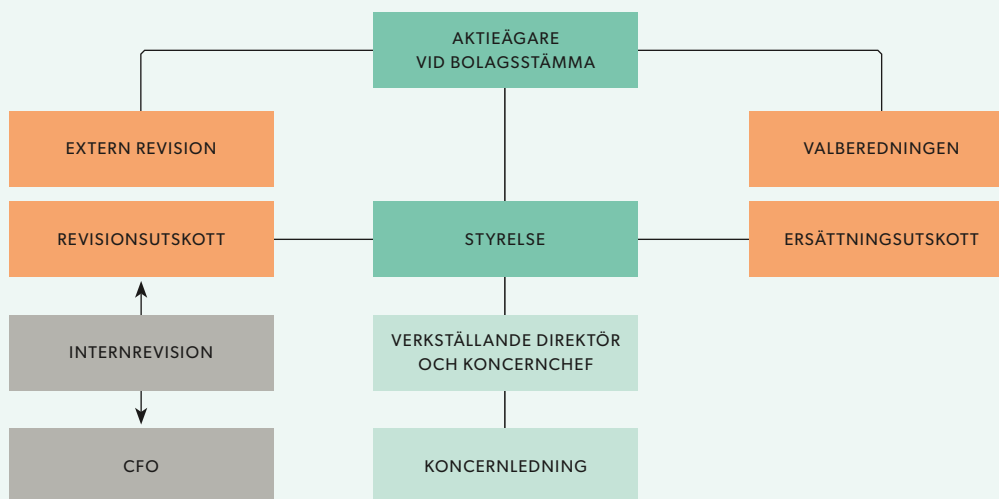 AKTIEÄGARE
VID BOLAGSSTÄMMA
EXTERN REVISION
VALBEREDNINGEN
REVISIONSUTSKOTT
STYRELSE
ERSÄTTNINGSUTSKOTT
INTERNREVISION
VERKSTÄLLANDE DIREKTÖR
OCH KONCERNCHEF
CFO
KONCERNLEDNING